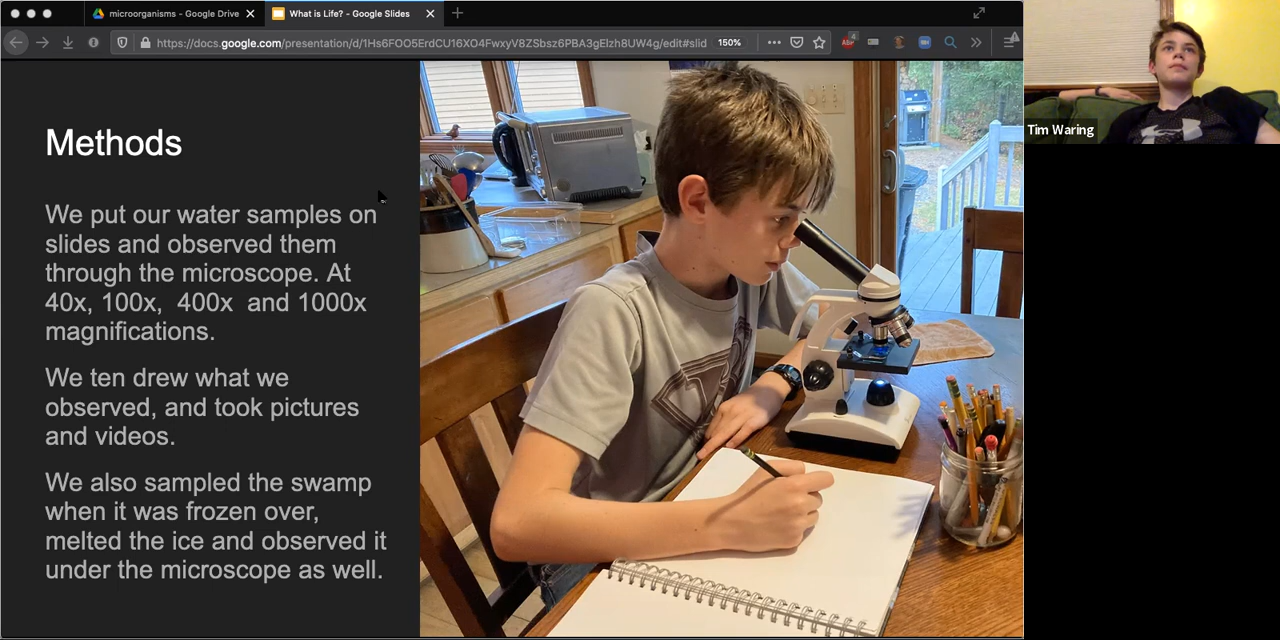 microorganisms - Google Drive
What is Life? - Google Slides
https://docs.google.com/presentation/d/1Hs6FOO5ErdCU16XO4FwxyV8ZSbsz6PBA3gElzh8UW4g/edit#slid
150%
Methods
We put our water samples on
slides and observed them
through the microscope. At
40x, 100x, 400x and 1000x
magnifications.
We ten drew what we
observed, and took pictures
and videos.
We also sampled the swamp
when it was frozen over,
melted the ice and observed it
under the microscope as well.
Tim Waring